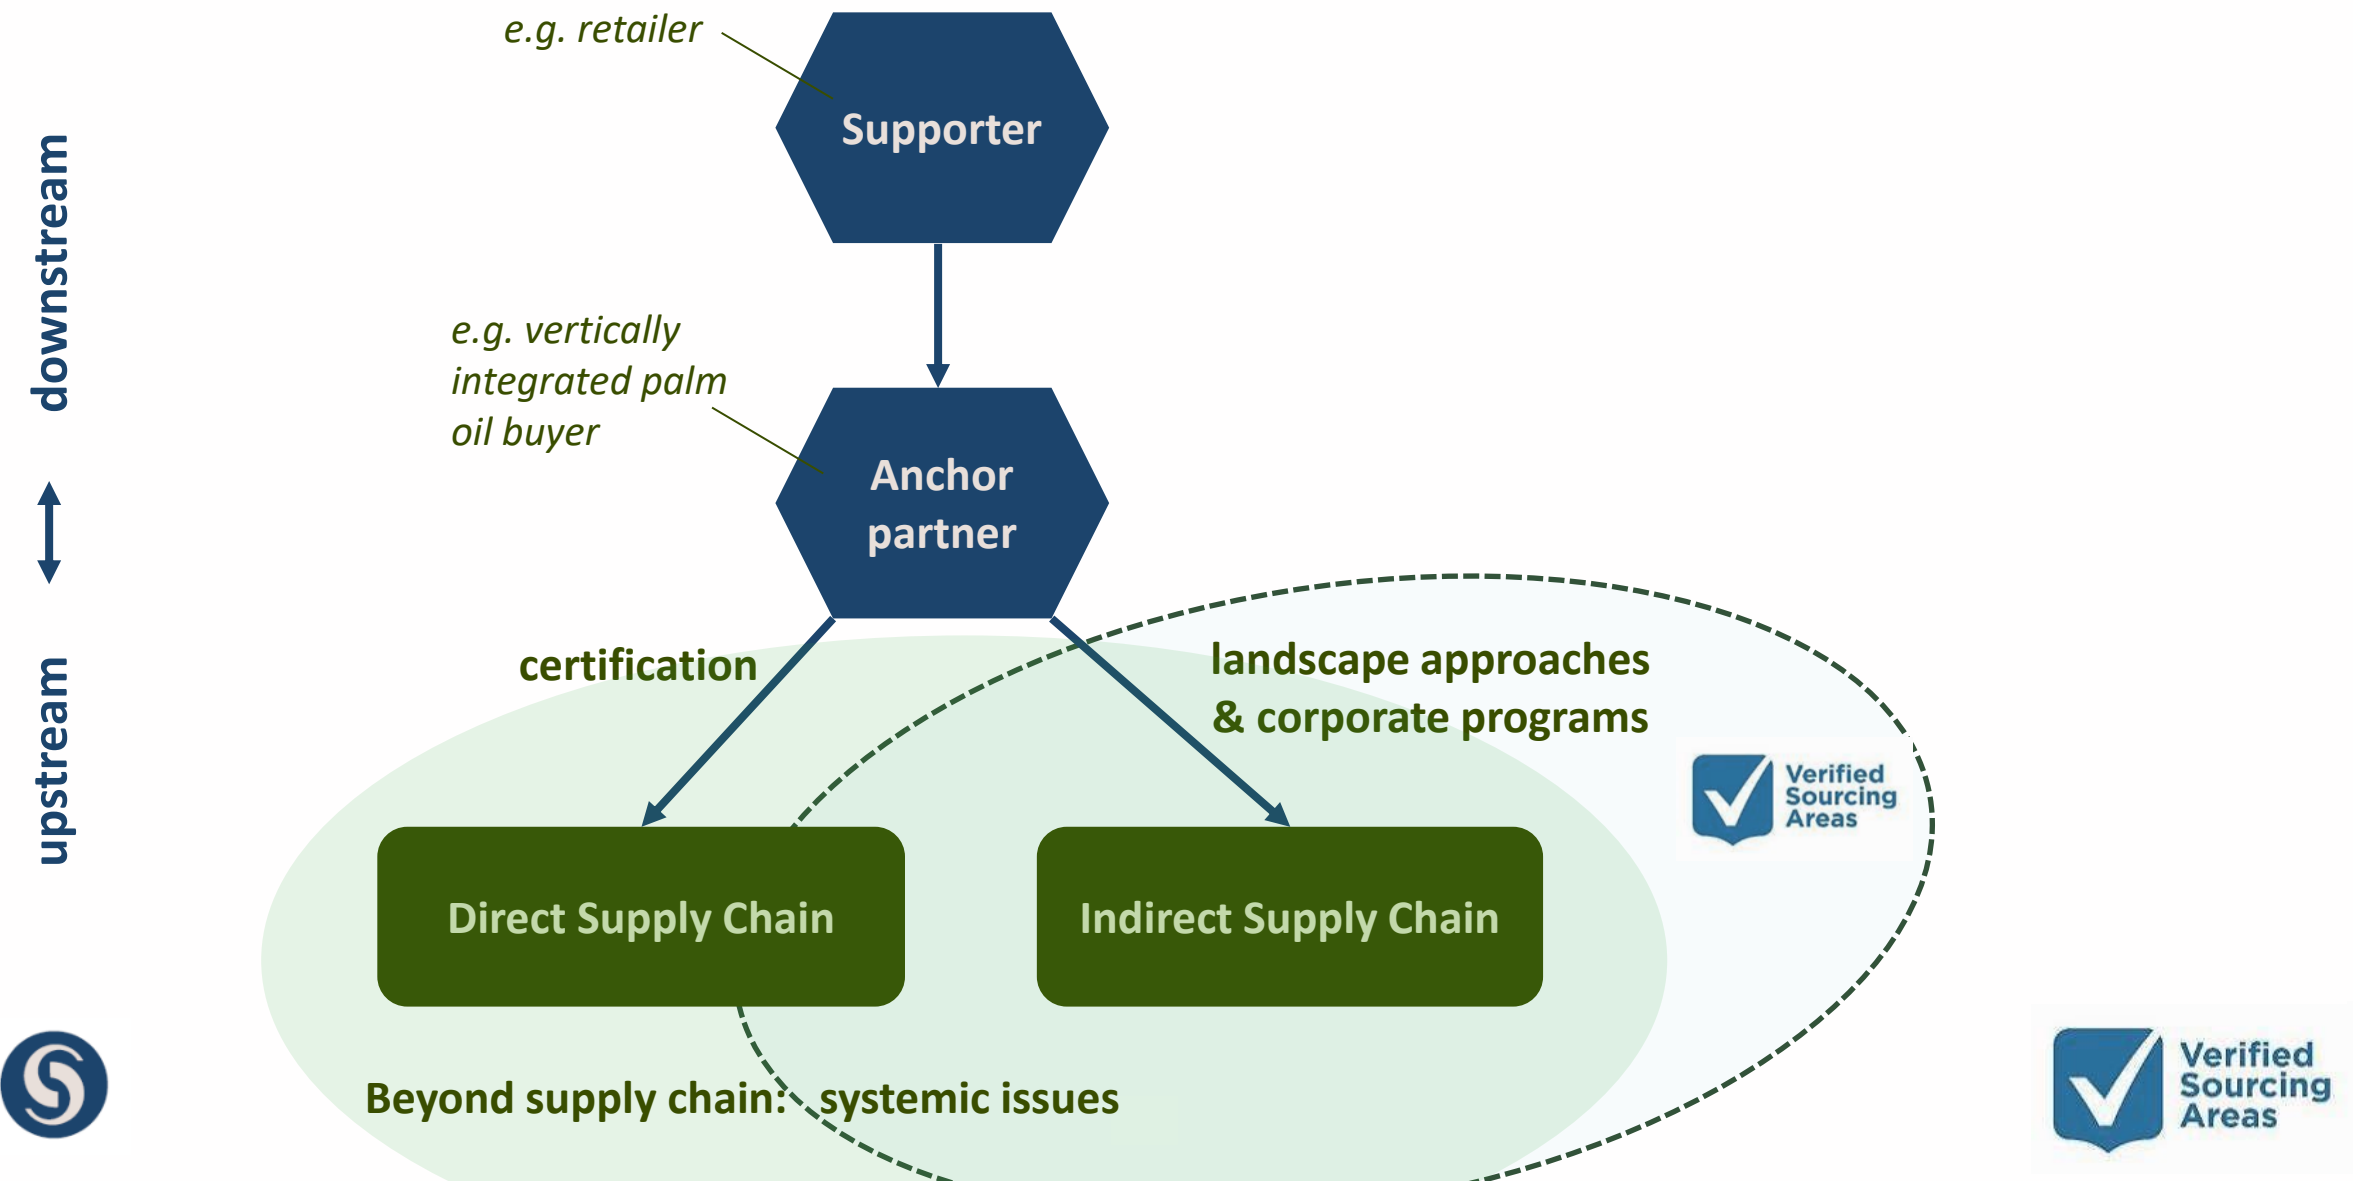 e.g. retailer
Supporter
downstream
e.g. vertically
integrated palm
oil buyer
Anchor
partner
upstream
certification
landscape approaches
& corporate programs
Verified
Sourcing
Areas
Direct Supply Chain
Indirect Supply Chain
Beyond supply chain: systemic issues
Verified
Sourcing
Areas